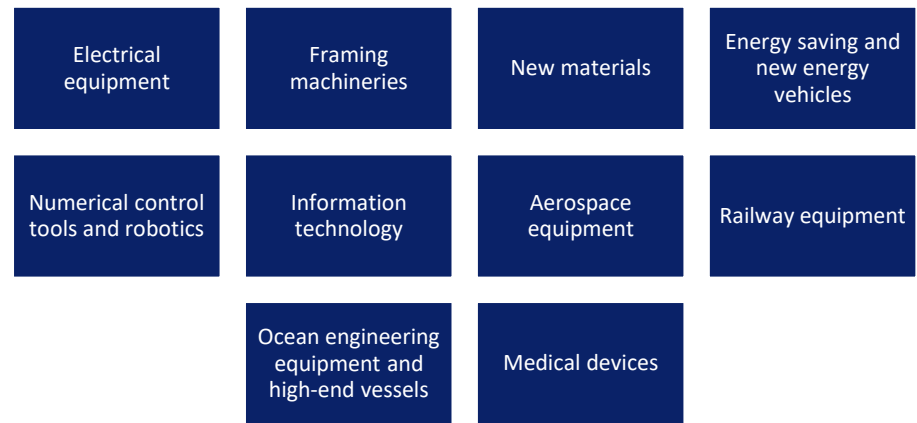 Electrical
equipment
Framing
machineries
New materials
Energy saving and
new energy
vehicles
Numerical control
tools and robotics
Information
technology
Aerospace
equipment
Railway equipment
Ocean engineering
equipment and
high-end vessels
Medical devices